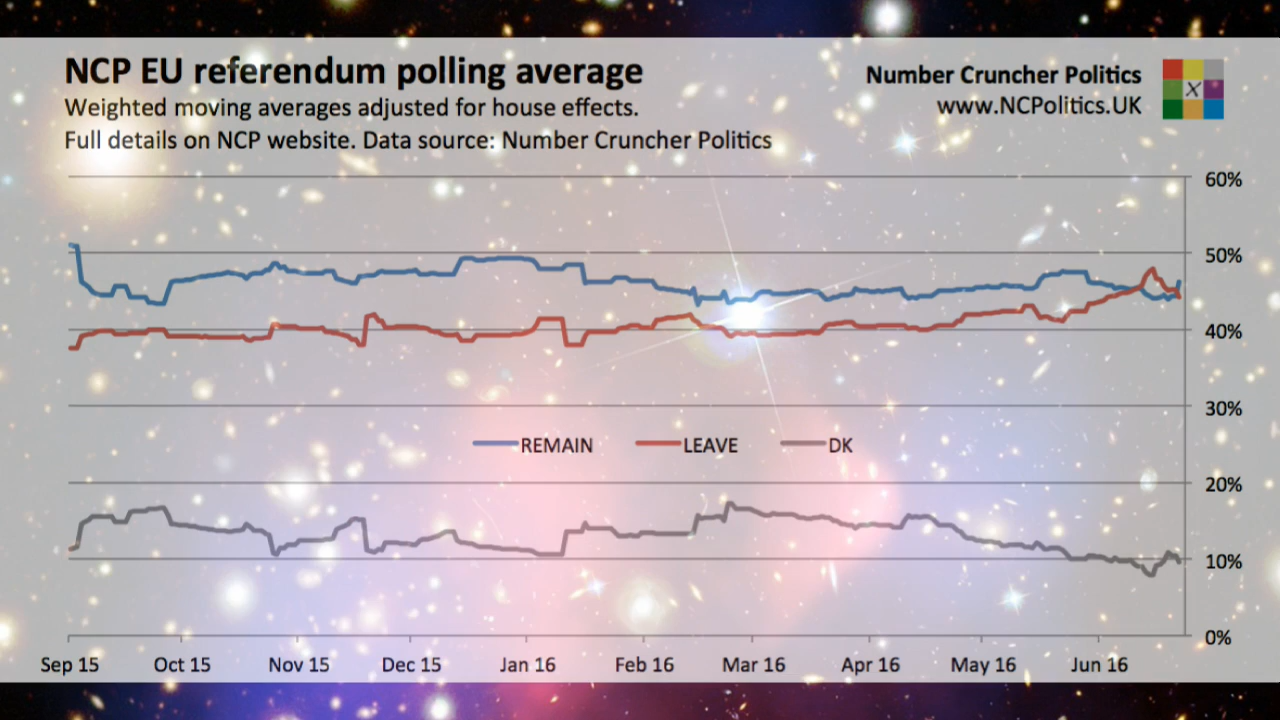 NCP EU referendum polling average
Weighted moving averages adjusted for house effects.
Full details on NCP website. Data source: Number Cruncher Politics
Number Cruncher Politics
www.NCPolitics.UK
X
60%
50%
40%
30%
REMAIN LEAVE DK
20%
10%
0%
Sep 15 Oct 15 Nov 15 Dec 15 Jan 16 Feb 16 Mar 16 Apr 16 May 16 Jun 16